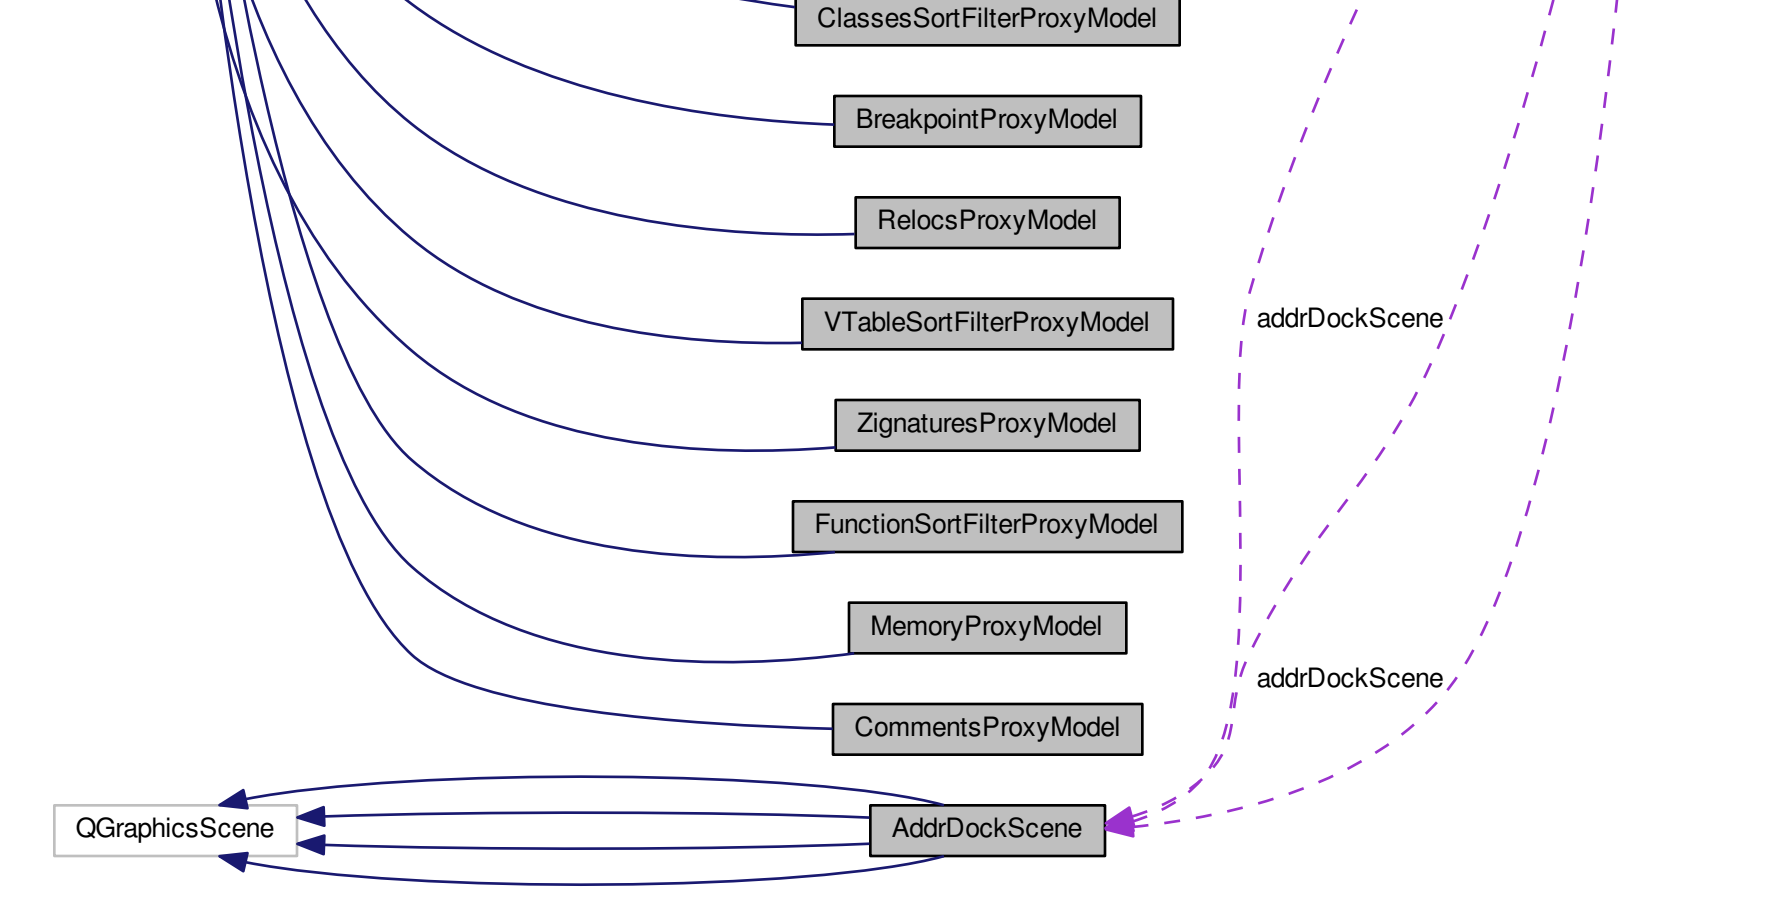 ClassesSortFilterProxyModel
BreakpointProxyModel
RelocsProxyModel
addrDockScene
VTableSortFilterProxyModel
ZignaturesProxyModel
FunctionSortFilterProxyModel
MemoryProxyModel
addrDockScene
CommentsProxyModel
QGraphicsScene
AddrDockScene